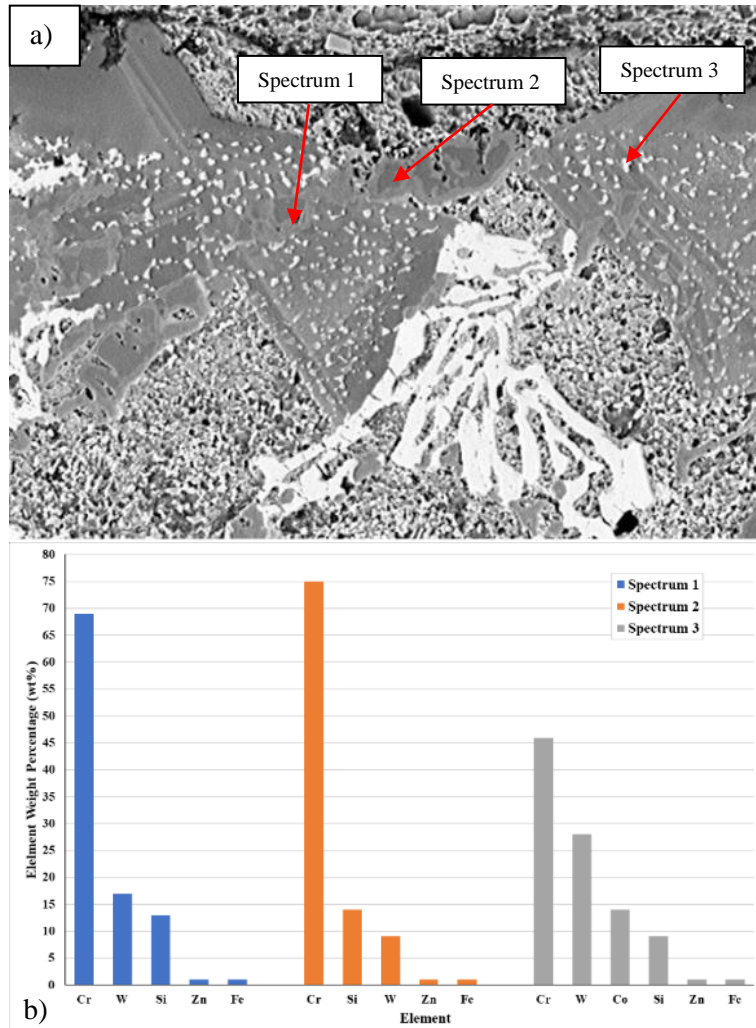 a)
Spectrum 1
Spectrum 2
Spectrum 3
80
75
70
65
60
55
50
45
40
35
30
25
20
15
10
5
0
Elelment Weight Percentage (wt%)
Spectrum 1
Spectrum 2
Spectrum 3
Cr W Si Zn Fe Cr Si W Zn Fe Cr W Co Si Zn Fe
Element
b)